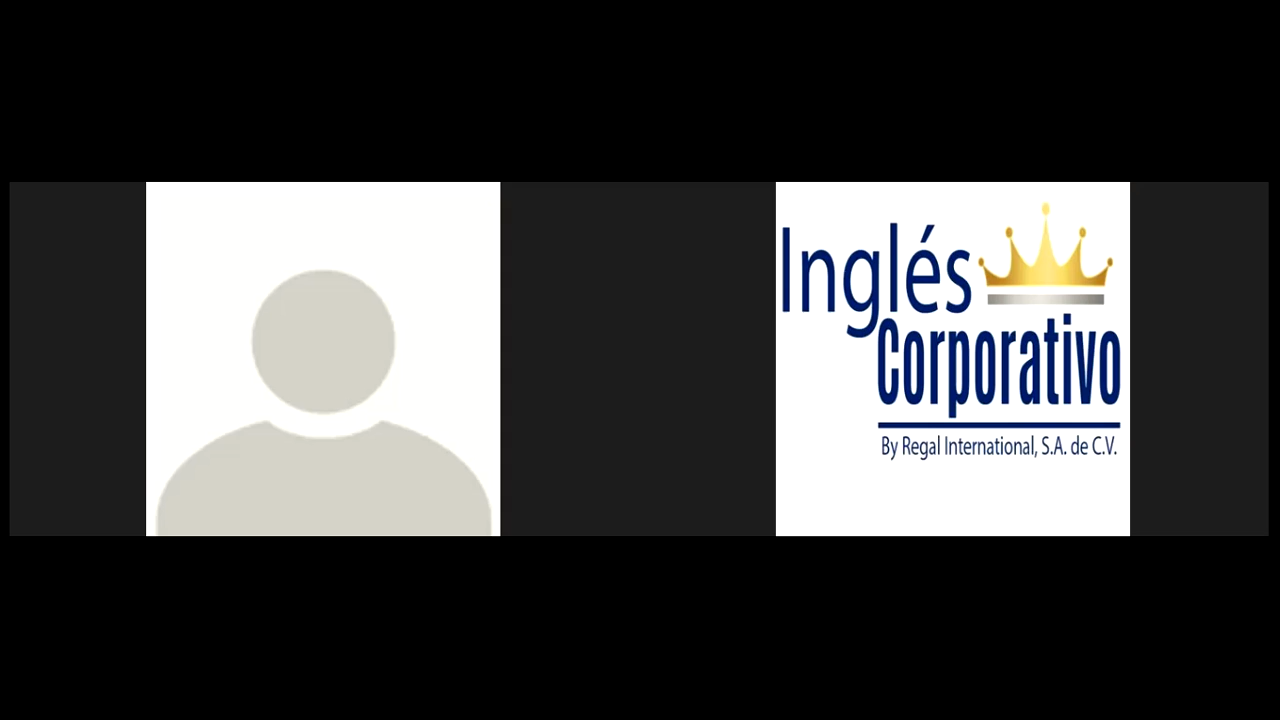 Inglés
Corporativo
By Regal International, S.A. de C.V.